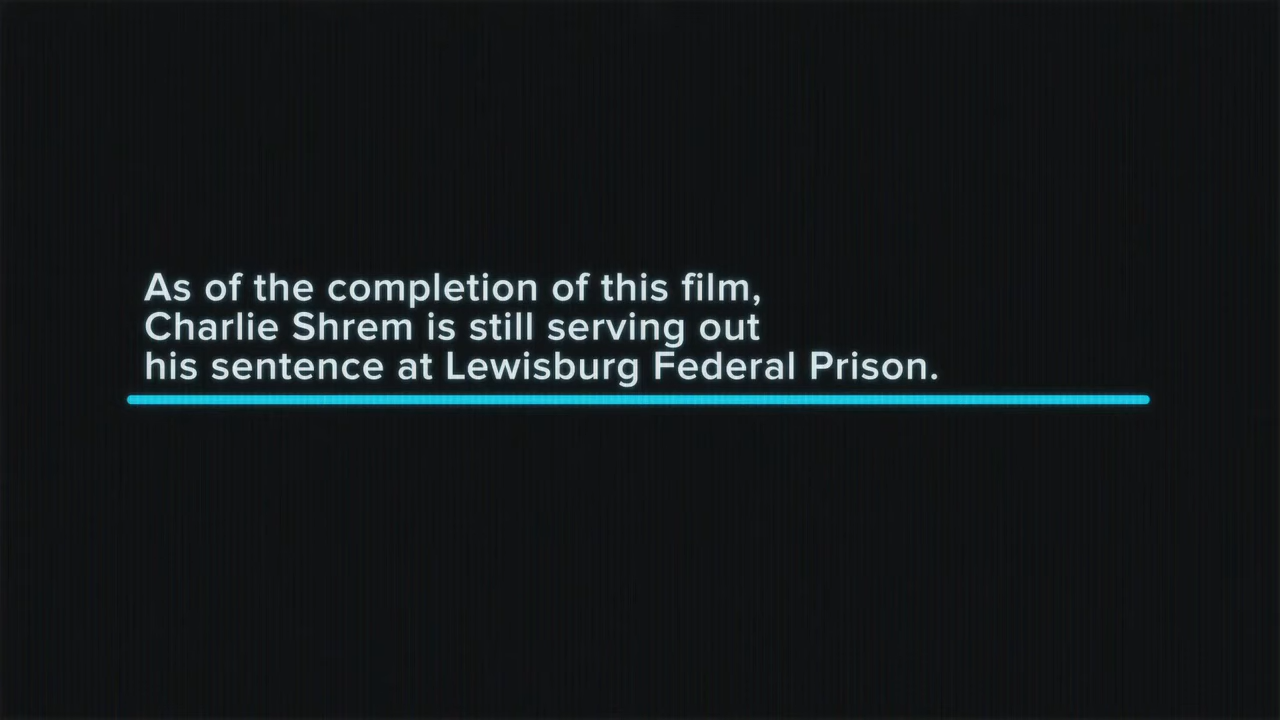 As of the completion of this film,
Charlie Shrem is still serving out
his sentence at Lewisburg Federal Prison.